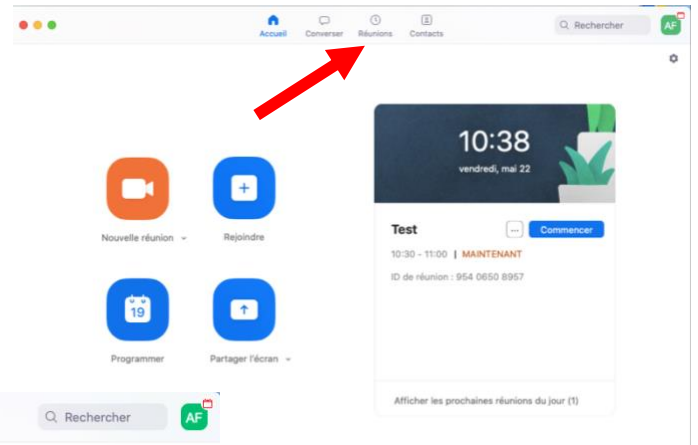 Accueil
Converser
Réunions
Contacts
Rechercher
AF
10:38
vendredi, mai 22
Nouvelle réunion
Rejoindre
Test
...
Commencer
10:30 - 11:00 | MAINTENANT
ID de réunion : 954 0650 8957
19
Programmer
Partager l'écran
Afficher les prochaines réunions du jour (1)
Rechercher
AF